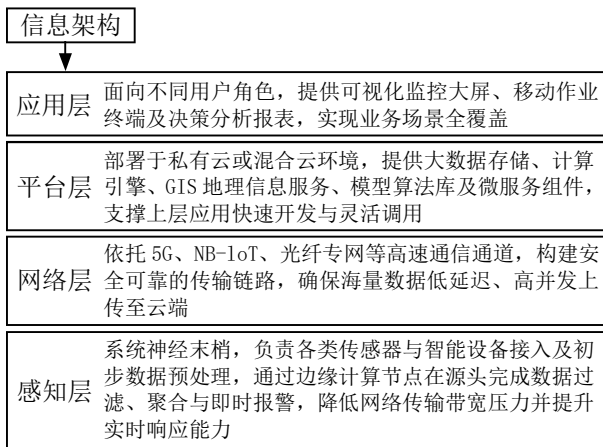 信息架构
应用层
面向不同用户角色，提供可视化监控大屏、移动作业
终端及决策分析报表，实现业务场景全覆盖
平台层
部署于私有云或混合云环境，提供大数据存储、计算
引擎、GIS 地理信息服务、模型算法库及微服务组件，
支撑上层应用快速开发与灵活调用
网络层
依托 5G、NB-loT、光纤专网等高速通信通道，构建安
全可靠的传输链路，确保海量数据低延迟、高并发上
传至云端
感知层
系统神经末梢，负责各类传感器与智能设备接入及初
步数据预处理，通过边缘计算节点在源头完成数据过
滤、聚合与即时报警，降低网络传输带宽压力并提升
实时响应能力